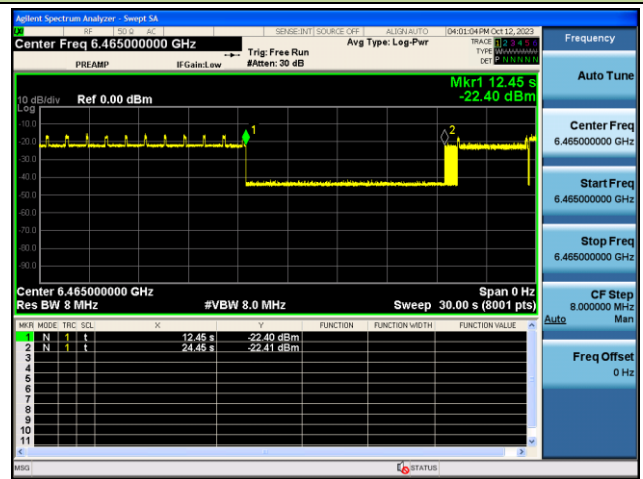 Agilent Spectrum Analyzer - Swept SA
RF 50 Ω AC SENSE:INT SOURCE OFF ALIGN AUTO 04:01:04 PM Oct 12, 2023
Center Freq 6.465000000 GHz
PREAMP IFGain:Low
Trig: Free Run
#Atten: 30 dB
Avg Type: Log-Pwr
TRACE 1 2 3 4 5 6
TYPE
DET P N N N N N
Mkr1 12.45 s
-22.40 dBm
10 dB/div Ref 0.00 dBm
Log
-10.0
-20.0
-30.0
-40.0
-50.0
-60.0
-70.0
-80.0
-90.0
1
2
Center 6.465000000 GHz Span 0 Hz
Res BW 8 MHz #VBW 8.0 MHz Sweep 30.00 s (8001 pts)
MKR MODE TRC SCL X Y FUNCTION FUNCTION WIDTH FUNCTION VALUE
1 N 1 t 12.45 s -22.40 dBm
2 N 1 t 24.45 s -22.41 dBm
3
4
5
6
7
8
9
10
11
MSG STATUS
Frequency
Auto Tune
Center Freq
6.465000000 GHz
Start Freq
6.465000000 GHz
Stop Freq
6.465000000 GHz
CF Step
8.000000 MHz
Auto Man
Freq Offset
0 Hz